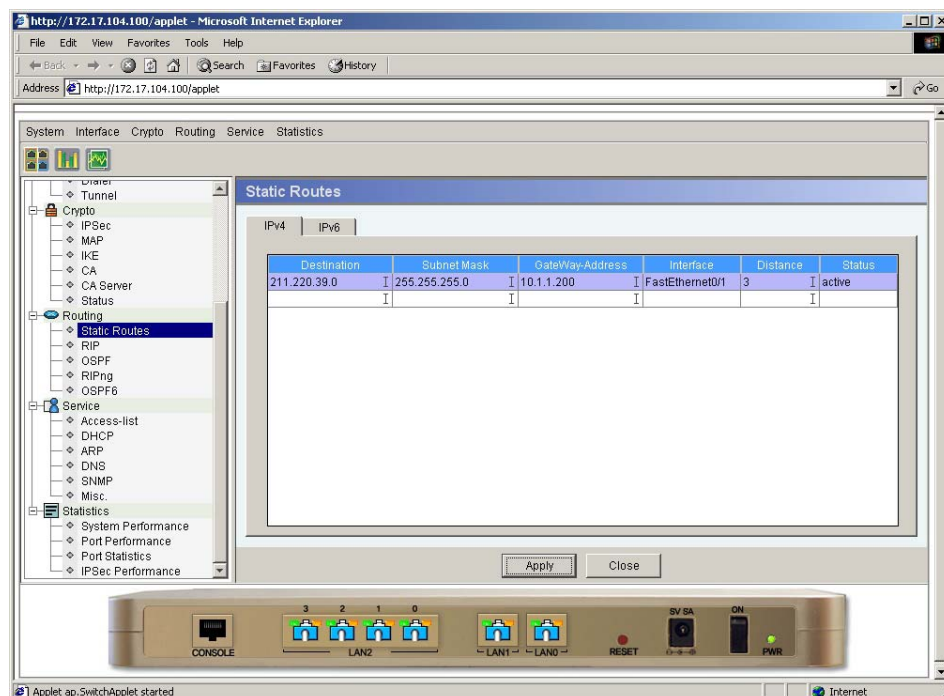 http://172.17.104.100/applet - Microsoft Internet Explorer
File Edit View Favorites Tools Help
Back Search Favorites History
Address http://172.17.104.100/applet Go
System Interface Crypto Routing Service Statistics
Dialer
Tunnel
Crypto
IPSec
MAP
IKE
CA
CA Server
Status
Routing
Static Routes
RIP
OSPF
RIPng
OSPF6
Service
Access-list
DHCP
ARP
DNS
SNMP
Misc.
Statistics
System Performance
Port Performance
Port Statistics
IPSec Performance
Static Routes
IPv4 IPv6
Destination Subnet Mask GateWay-Address Interface Distance Status
211.220.39.0 255.255.255.0 10.1.1.200 FastEthernet0/1 3 active
Apply Close
CONSOLE
3 2 1 0
LAN2
LAN1 LAN0
RESET
5V 5A
ON
PWR
Applet ap.SwitchApplet started Internet